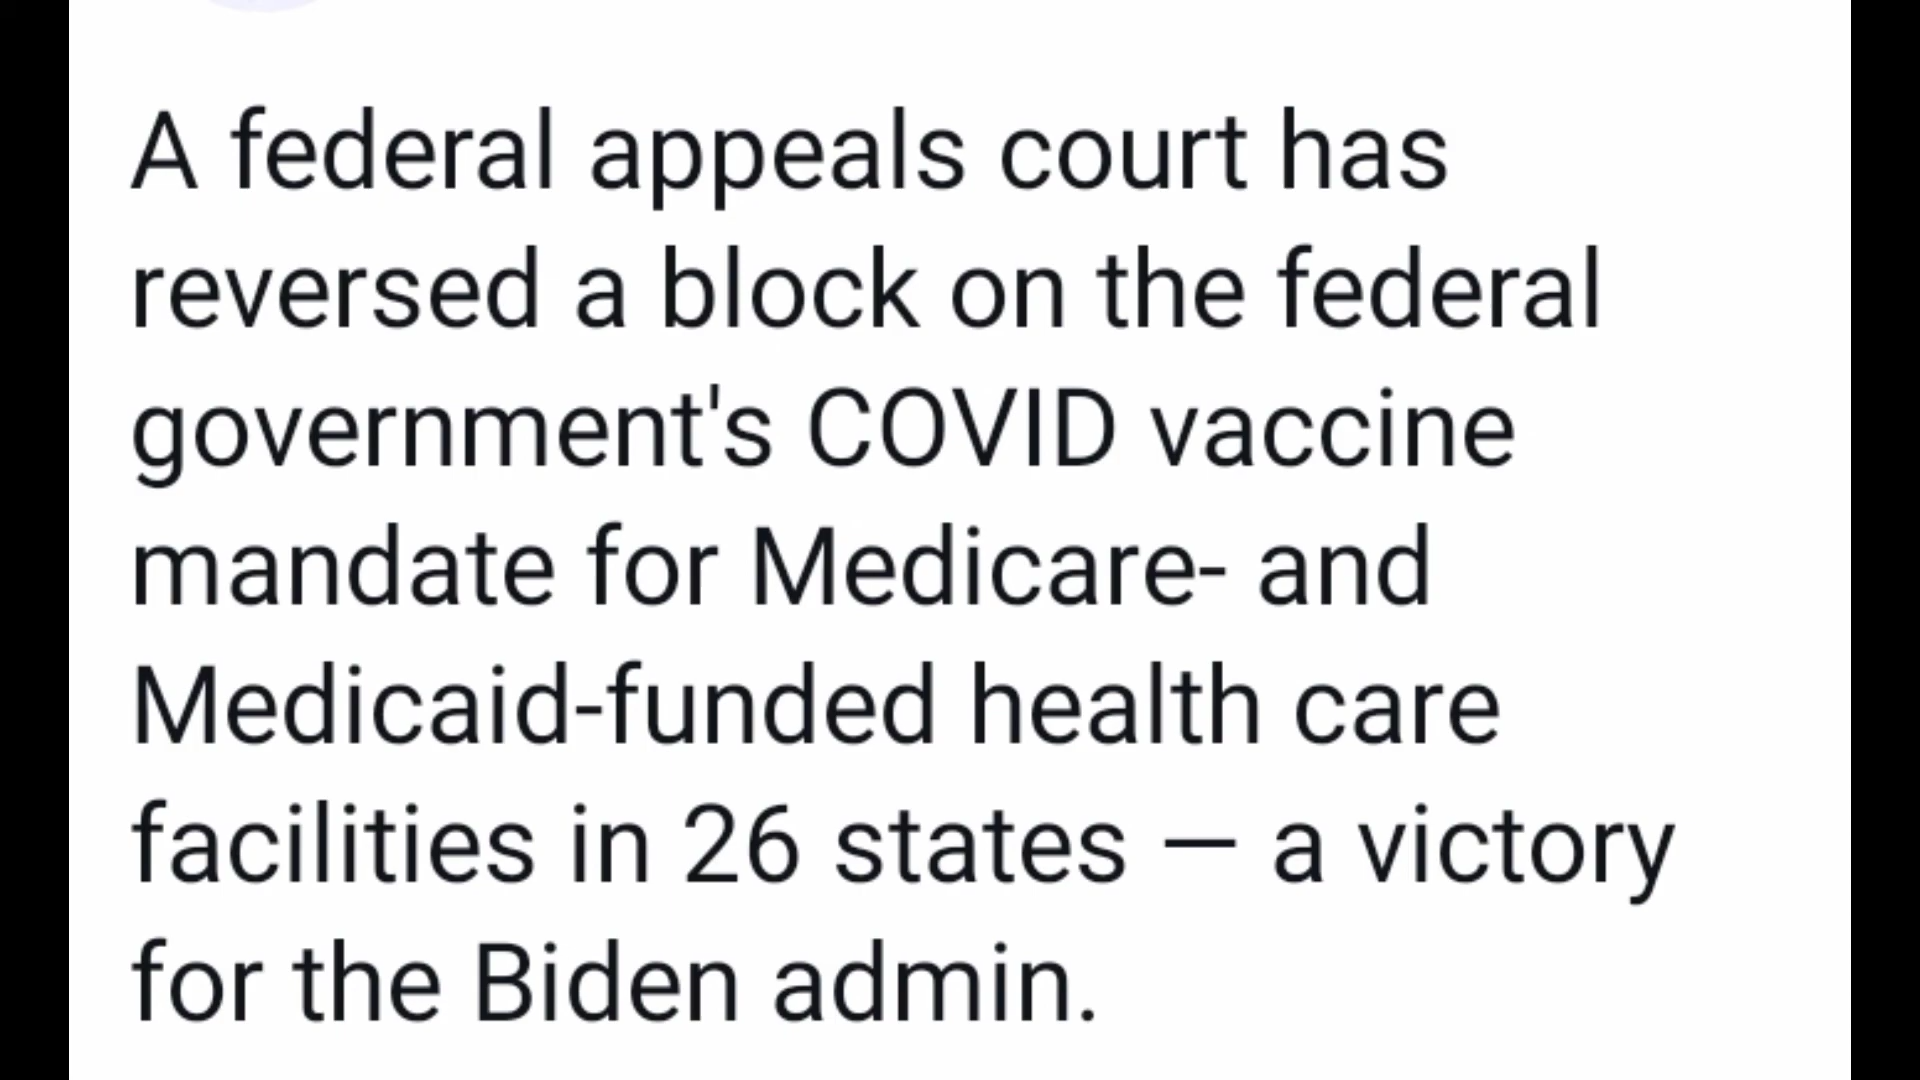 A federal appeals court has
reversed a block on the federal
government's COVID vaccine
mandate for Medicare- and
Medicaid-funded health care
facilities in 26 states — a victory
for the Biden admin.